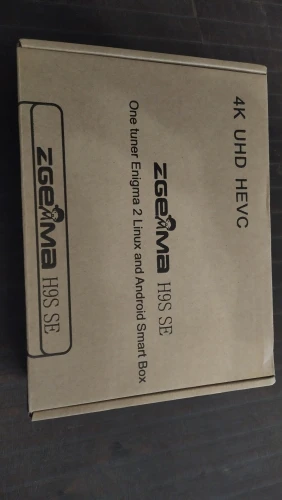 4K UHD HEVC
ZGEMMA H9S SE
One tuner Enigma 2 Linux and Android Smart Box
ZGEMMA H9S SE